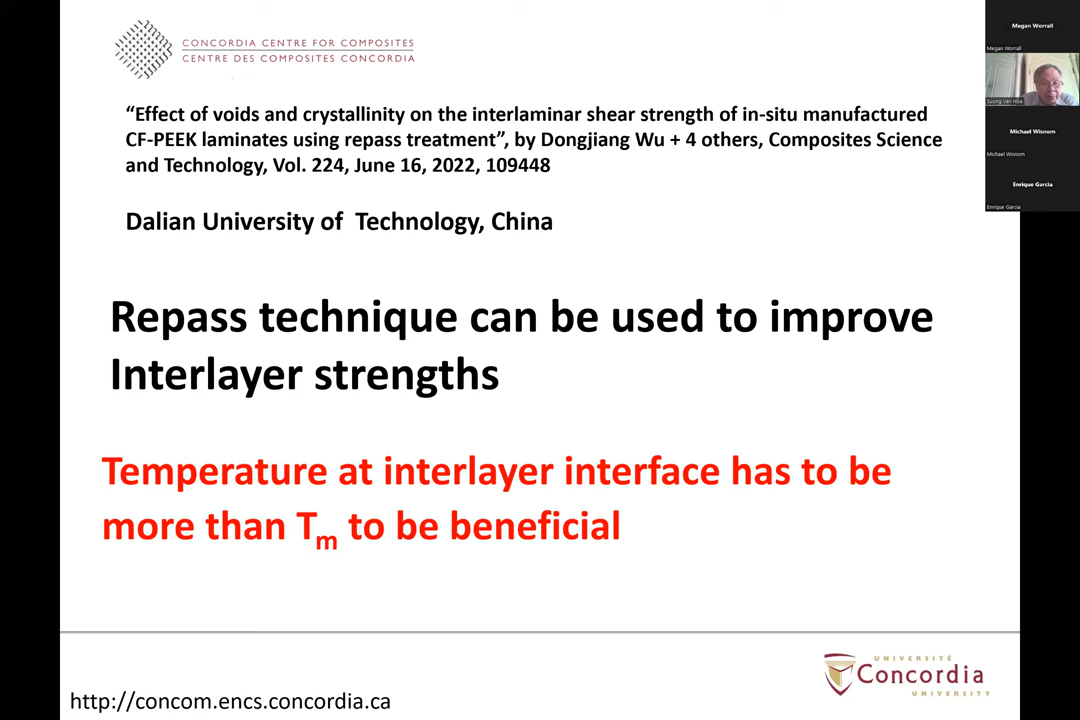 CONCORDIA CENTRE FOR COMPOSITES
CENTRE DES COMPOSITES CONCORDIA
“Effect of voids and crystallinity on the interlaminar shear strength of in-situ manufactured
CF-PEEK laminates using repass treatment”, by Dongjiang Wu + 4 others, Composites Science
and Technology, Vol. 224, June 16, 2022, 109448
Dalian University of Technology, China
Repass technique can be used to improve
Interlayer strengths
Temperature at interlayer interface has to be
more than Tm to be beneficial
UNIVERSITÉ
Concordia
UNIVERSITY
http://concom.encs.concordia.ca
Megan Worrall
Megan Worrall
Suong Van Hoa
Michael Wisnom
Michael Wisnom
Enrique Garcia
Enrique Garcia